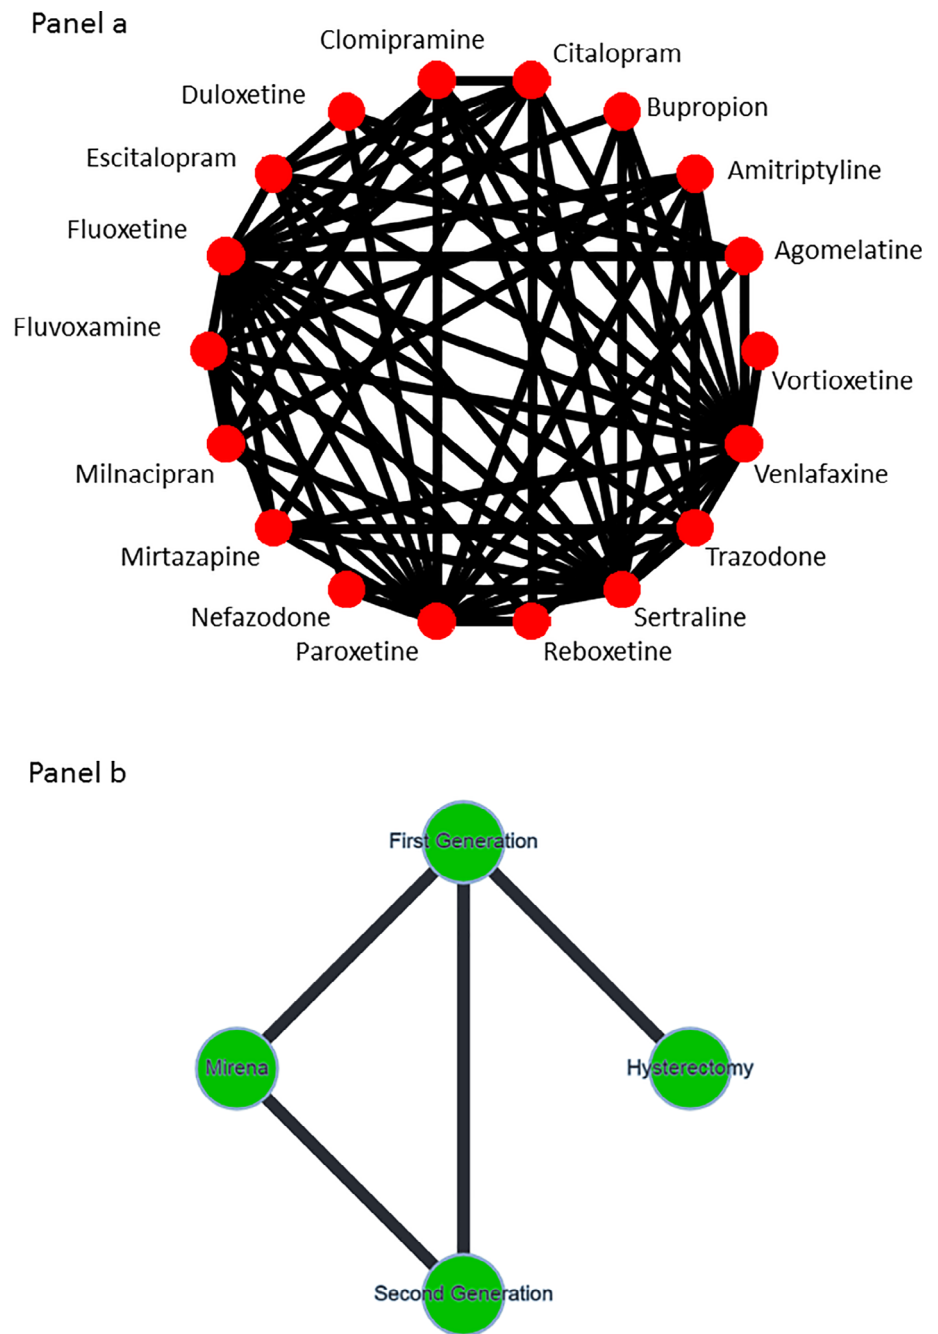 Panel a
Clomipramine
Citalopram
Duloxetine
Bupropion
Escitalopram
Amitriptyline
Fluoxetine
Agomelatine
Fluvoxamine
Vortioxetine
Milnacipran
Venlafaxine
Mirtazapine
Trazodone
Nefazodone
Sertraline
Paroxetine
Reboxetine
Panel b
First Generation
Mirena
Hysterectomy
Second Generation